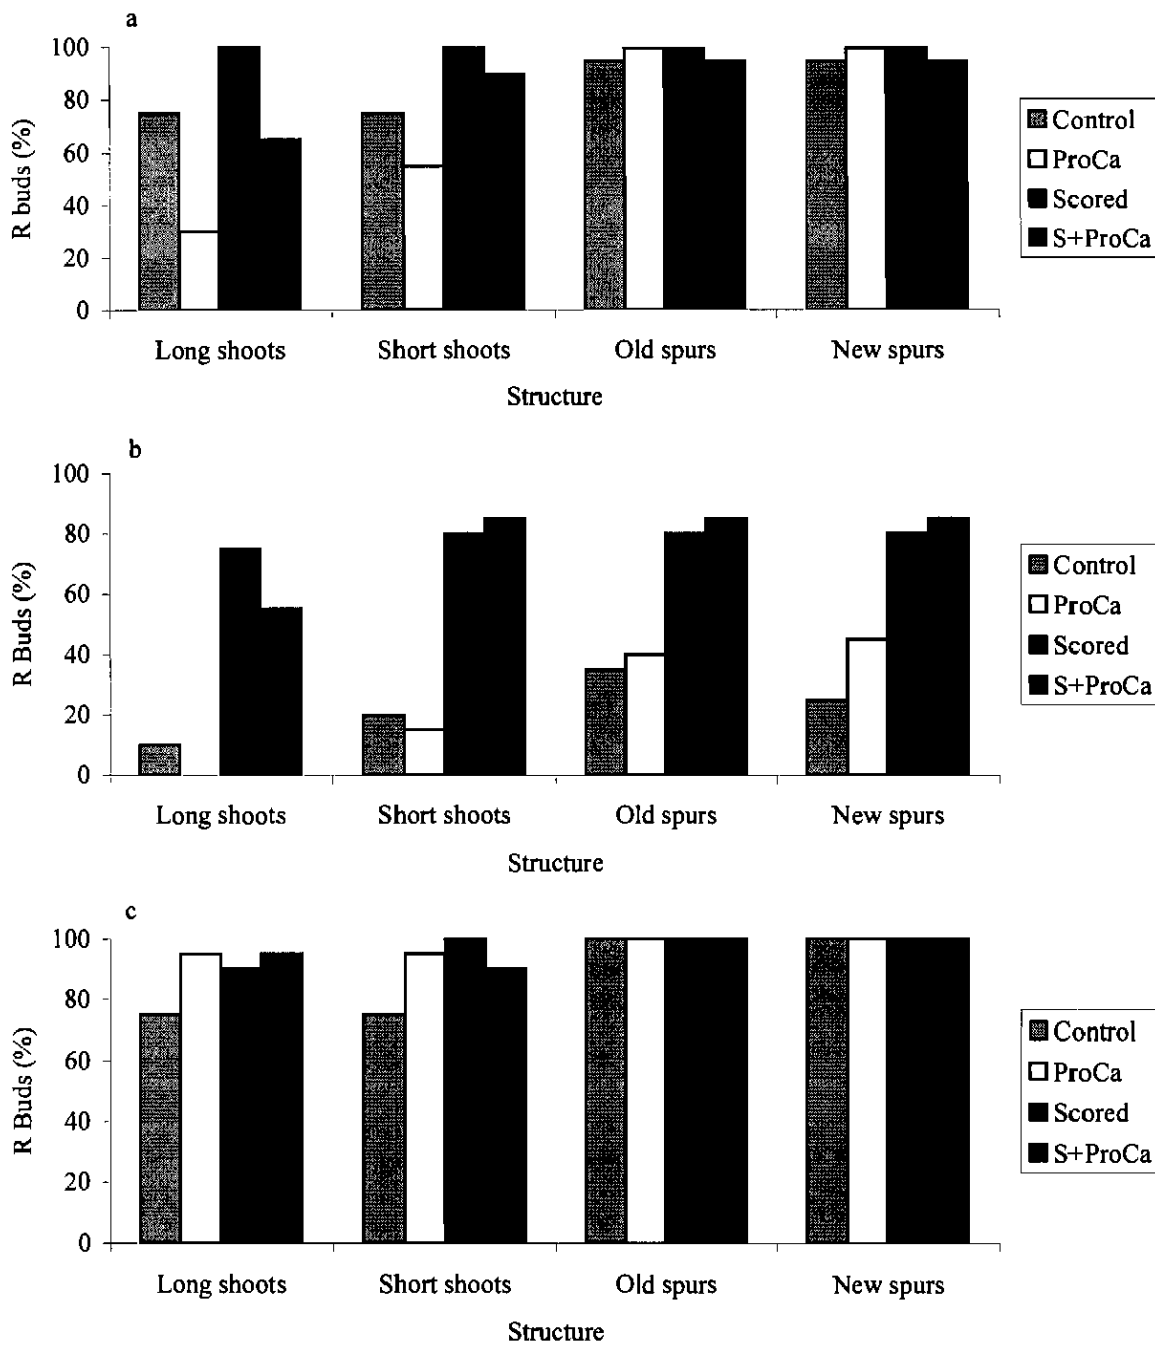 a
100
80
60
40
20
0
R buds (%)
Long shoots Short shoots Old spurs New spurs
Structure
Control
ProCa
Scored
S+ProCa
b
100
80
60
40
20
0
R Buds (%)
Long shoots Short shoots Old spurs New spurs
Structure
Control
ProCa
Scored
S+ProCa
c
100
80
60
40
20
0
R Buds (%)
Long shoots Short shoots Old spurs New spurs
Structure
Control
ProCa
Scored
S+ProCa